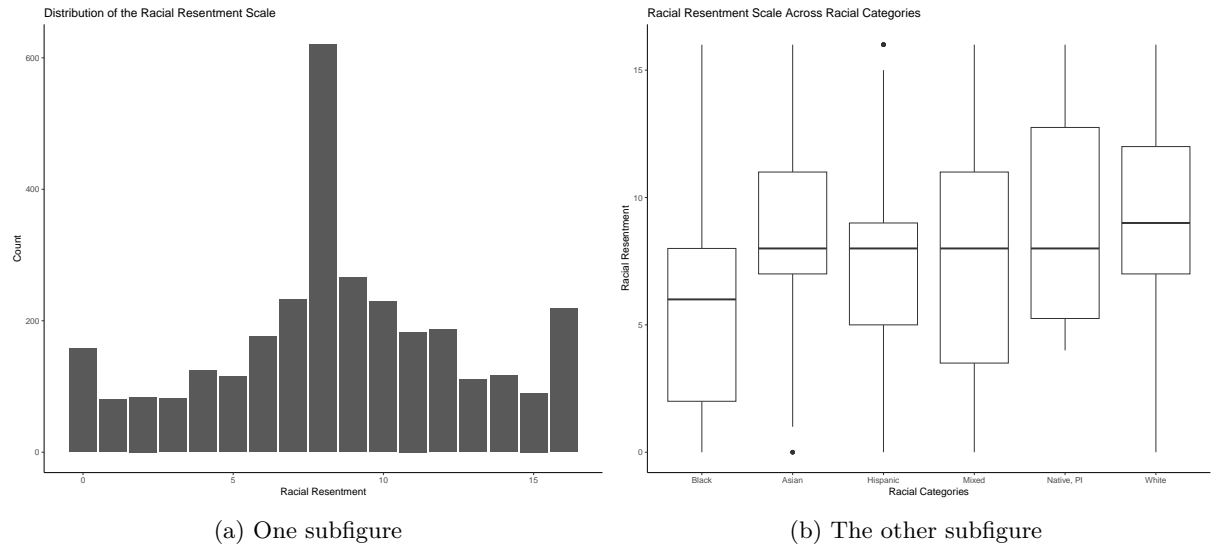 Distribution of the Racial Resentment Scale
600
400
200
0
Count
0 5 10 15
Racial Resentment
(a) One subfigure
Racial Resentment Scale Across Racial Categories
15
10
5
0
Racial Resentment
Black Asian Hispanic Mixed Native, PI White
Racial Categories
(b) The other subfigure